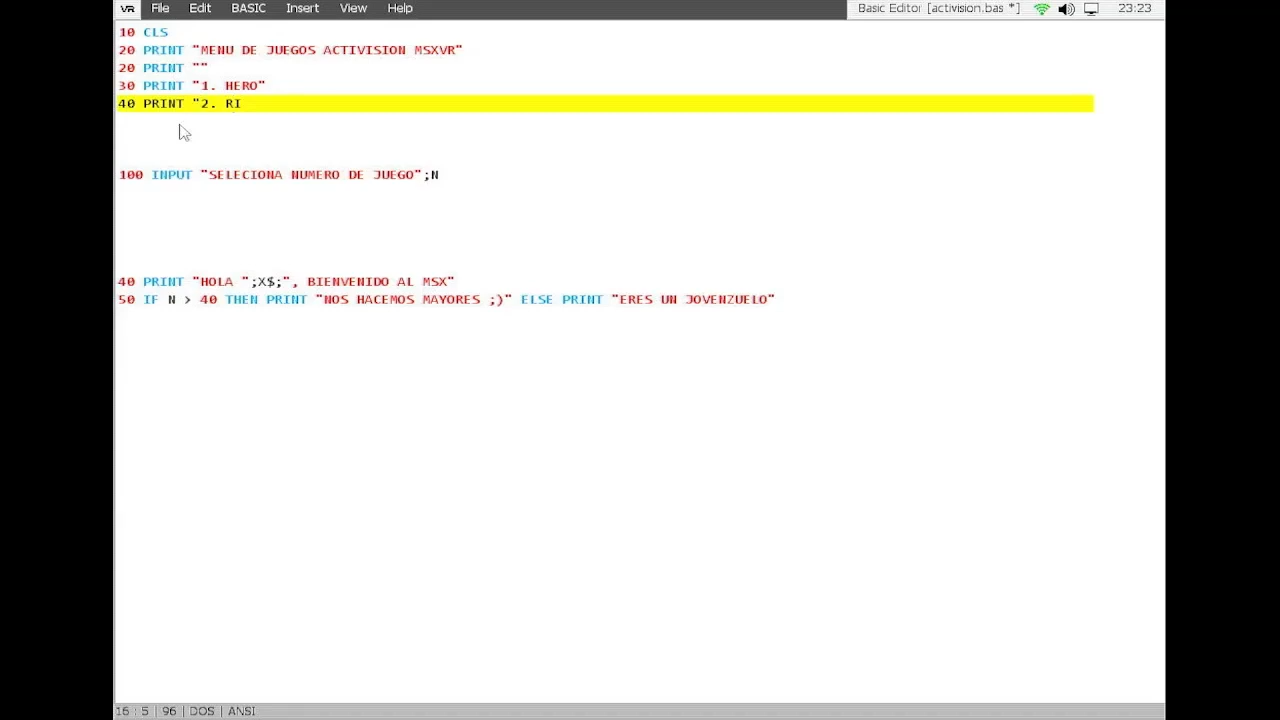 VR File Edit BASIC Insert View Help Basic Editor [activision.bas *] 23:23
10 CLS
20 PRINT "MENU DE JUEGOS ACTIVISION MSXVR"
20 PRINT ""
30 PRINT "1. HERO"
40 PRINT "2. RI
100 INPUT "SELECIONA NUMERO DE JUEGO";N
40 PRINT "HOLA ";X$;", BIENVENIDO AL MSX"
50 IF N > 40 THEN PRINT "NOS HACEMOS MAYORES ;)" ELSE PRINT "ERES UN JOVENZUELO"
16 : 5 | 96 | DOS | ANSI